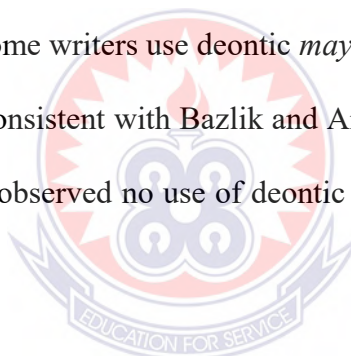 ome writers use deontic may
onsistent with Bazlik and A
observed no use of deontic
EDUCATION FOR SERVICE